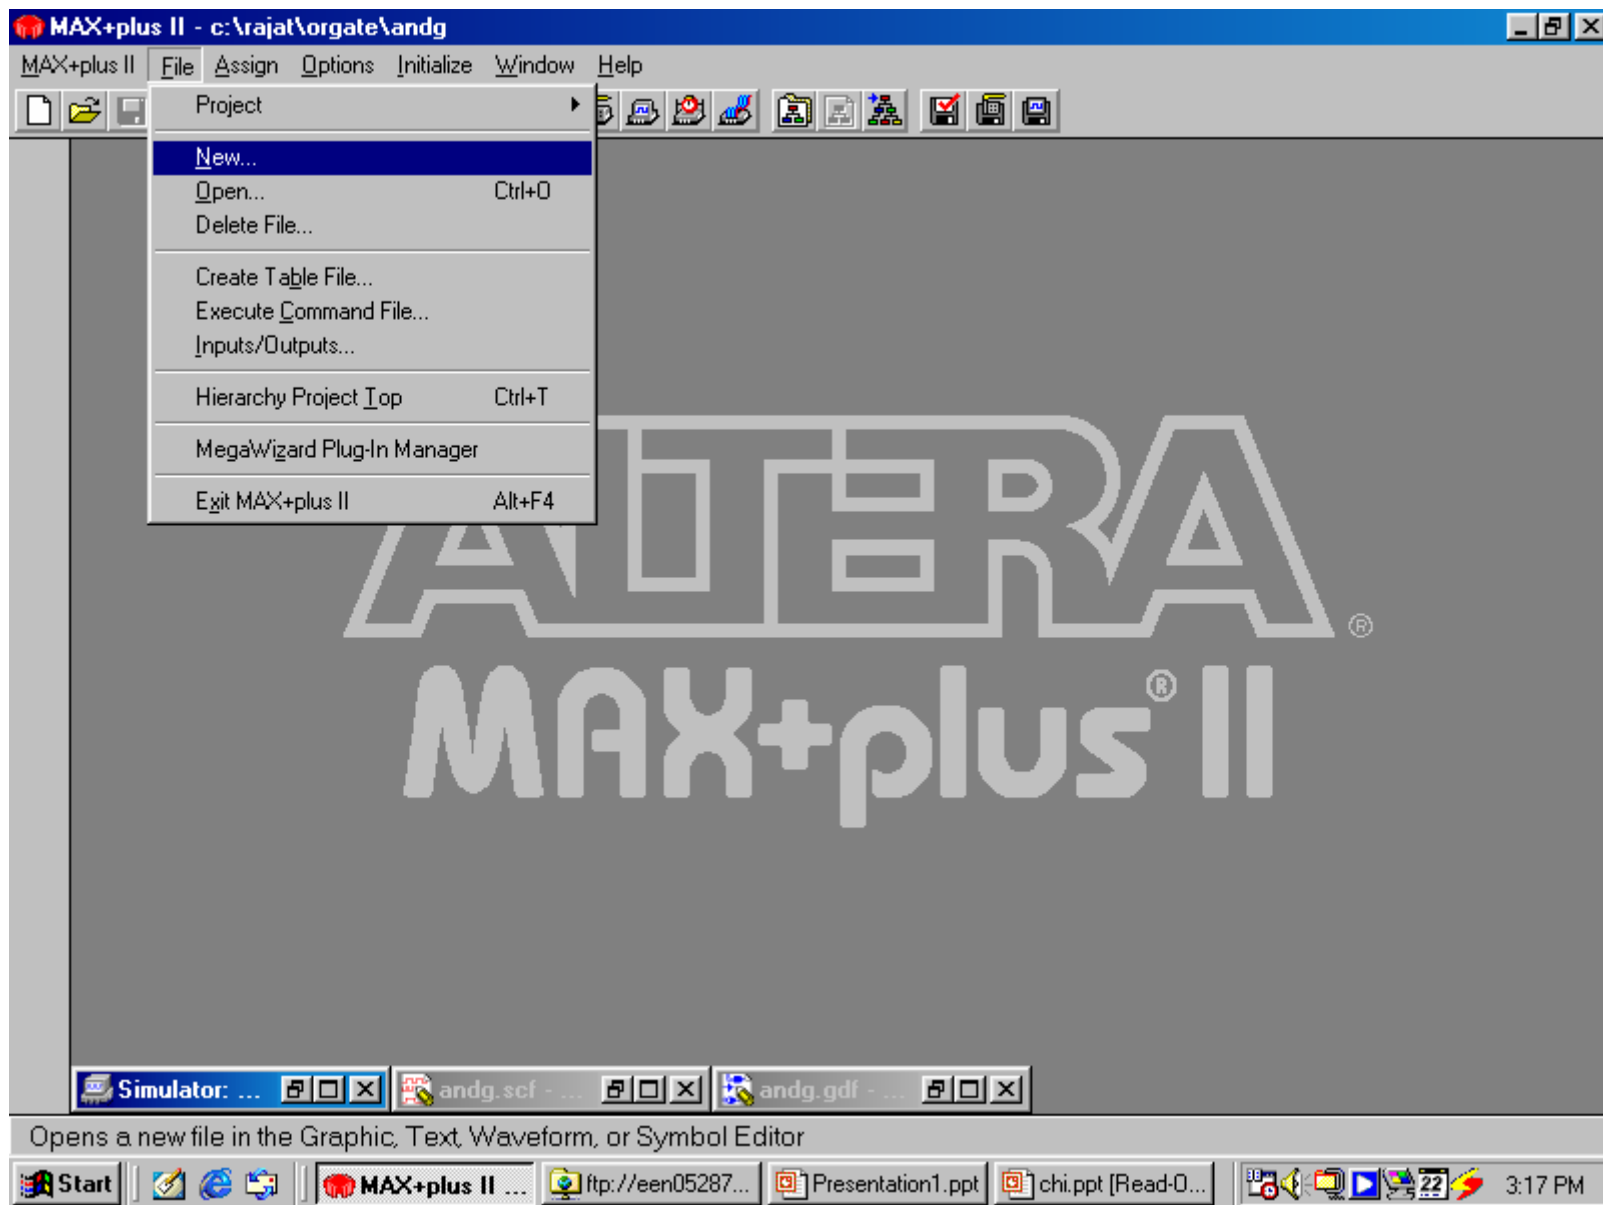 MAX+plus II - c:\rajat\orgate\andg
MAX+plus II File Assign Options Initialize Window Help
Project
New...
Open... Ctrl+O
Delete File...
Create Table File...
Execute Command File...
Inputs/Outputs...
Hierarchy Project Top Ctrl+T
MegaWizard Plug-In Manager
Exit MAX+plus II Alt+F4
ALTERA ®
MAX+plus® II
Simulator: ... andg.scf - ... andg.gdf - ...
Opens a new file in the Graphic, Text, Waveform, or Symbol Editor
Start MAX+plus II ... ftp://een05287... Presentation1.ppt chi.ppt [Read-O... 22 3:17 PM